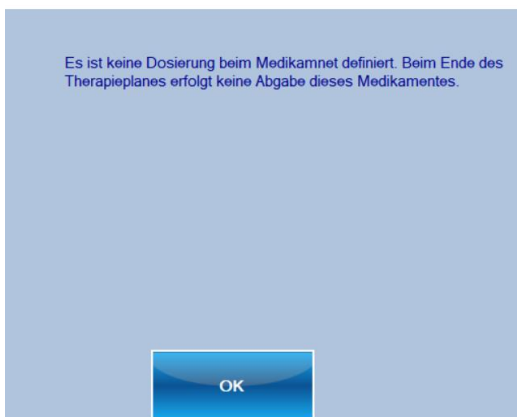 Es ist keine Dosierung beim Medikamnet definiert. Beim Ende des
Therapieplanes erfolgt keine Abgabe dieses Medikamentes.
OK